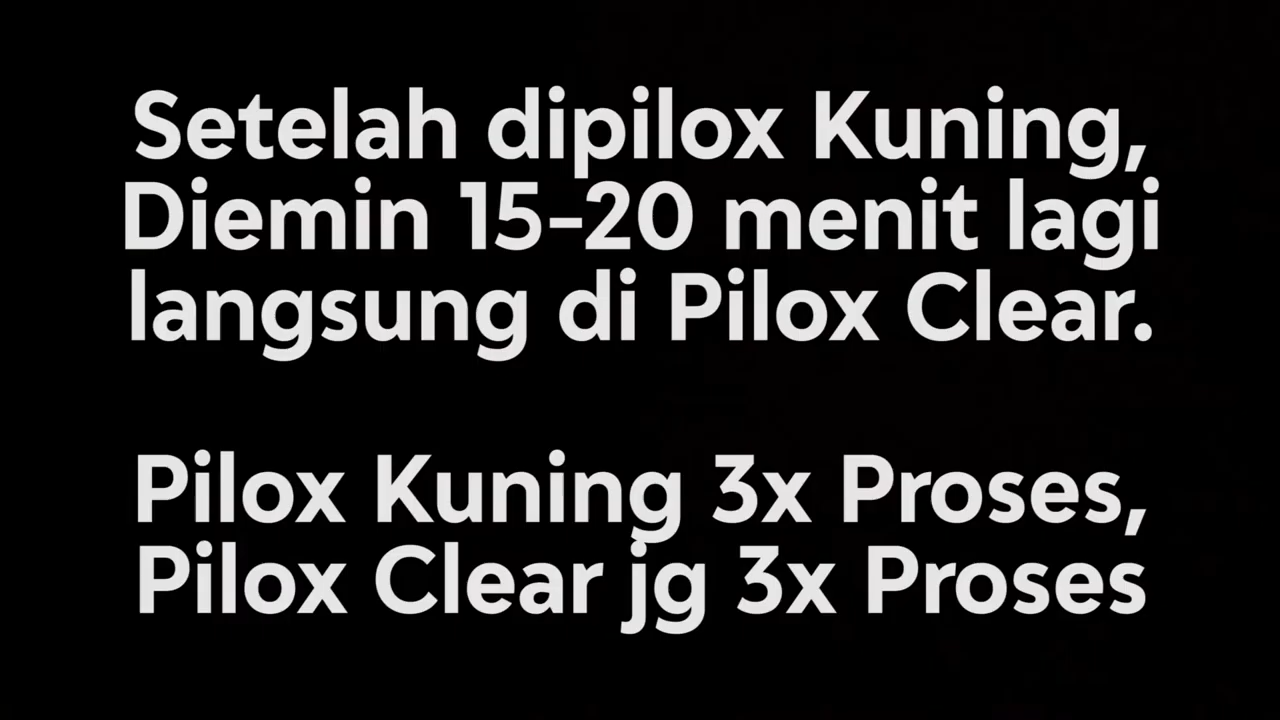 Setelah dipilox Kuning,
Diemin 15-20 menit lagi
langsung di Pilox Clear.
Pilox Kuning 3x Proses,
Pilox Clear jg 3x Proses